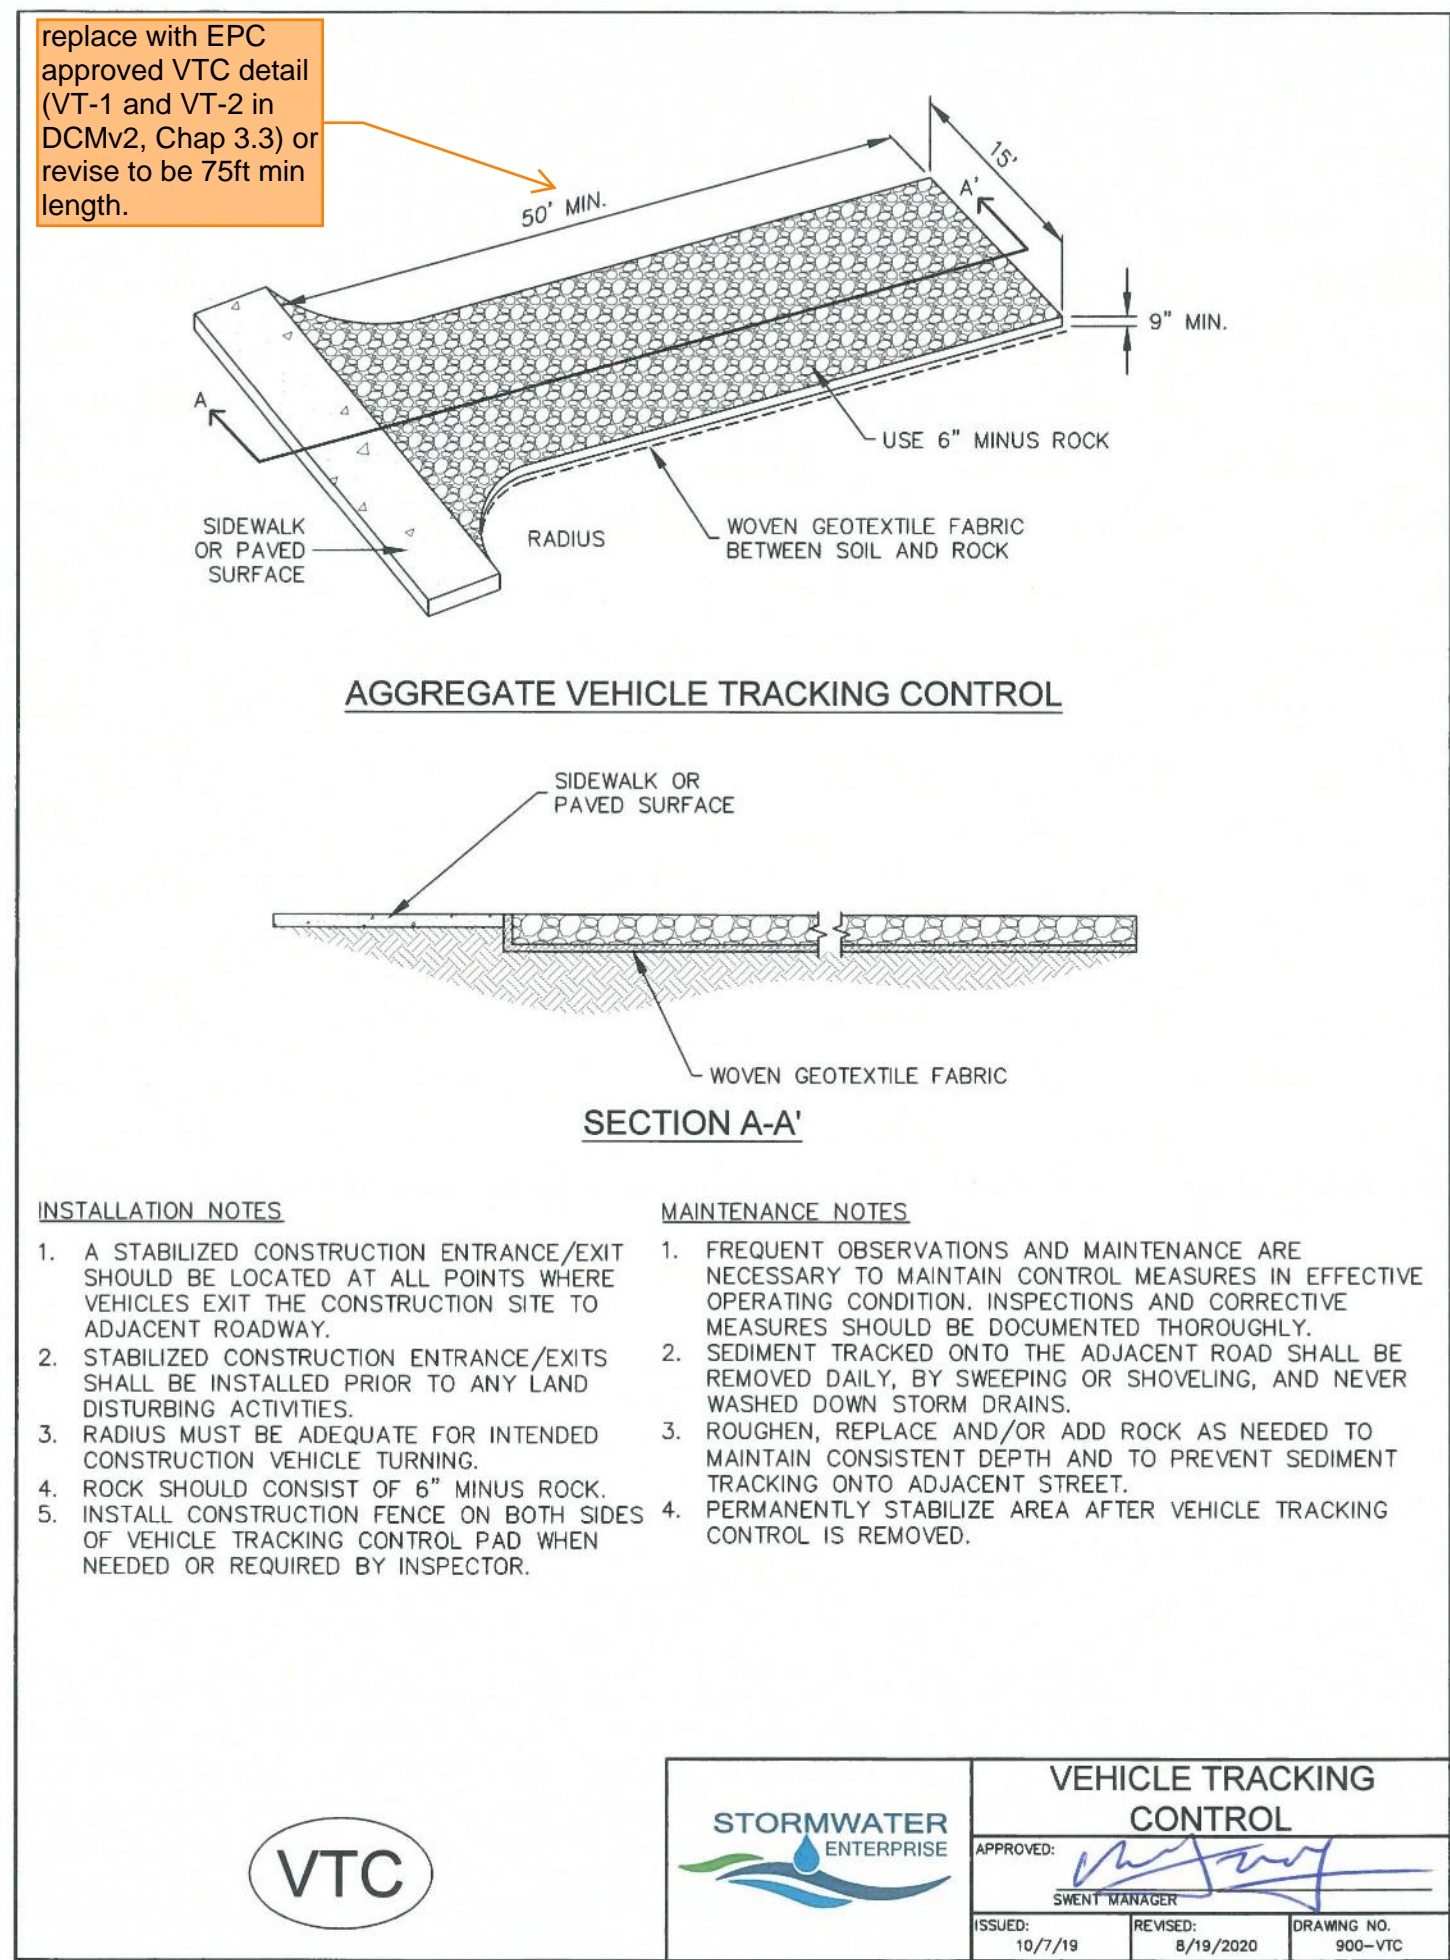 replace with EPC
approved VTC detail
(VT-1 and VT-2 in
DCMv2, Chap 3.3) or
revise to be 75ft min
length.
50' MIN.
15'
A'
9" MIN.
A
USE 6" MINUS ROCK
SIDEWALK
OR PAVED
SURFACE
RADIUS
WOVEN GEOTEXTILE FABRIC
BETWEEN SOIL AND ROCK
AGGREGATE VEHICLE TRACKING CONTROL
SIDEWALK OR
PAVED SURFACE
WOVEN GEOTEXTILE FABRIC
SECTION A-A'
INSTALLATION NOTES
1. A STABILIZED CONSTRUCTION ENTRANCE/EXIT
SHOULD BE LOCATED AT ALL POINTS WHERE
VEHICLES EXIT THE CONSTRUCTION SITE TO
ADJACENT ROADWAY.
2. STABILIZED CONSTRUCTION ENTRANCE/EXITS
SHALL BE INSTALLED PRIOR TO ANY LAND
DISTURBING ACTIVITIES.
3. RADIUS MUST BE ADEQUATE FOR INTENDED
CONSTRUCTION VEHICLE TURNING.
4. ROCK SHOULD CONSIST OF 6" MINUS ROCK.
5. INSTALL CONSTRUCTION FENCE ON BOTH SIDES
OF VEHICLE TRACKING CONTROL PAD WHEN
NEEDED OR REQUIRED BY INSPECTOR.
MAINTENANCE NOTES
1. FREQUENT OBSERVATIONS AND MAINTENANCE ARE
NECESSARY TO MAINTAIN CONTROL MEASURES IN EFFECTIVE
OPERATING CONDITION. INSPECTIONS AND CORRECTIVE
MEASURES SHOULD BE DOCUMENTED THOROUGHLY.
2. SEDIMENT TRACKED ONTO THE ADJACENT ROAD SHALL BE
REMOVED DAILY, BY SWEEPING OR SHOVELING, AND NEVER
WASHED DOWN STORM DRAINS.
3. ROUGHEN, REPLACE AND/OR ADD ROCK AS NEEDED TO
MAINTAIN CONSISTENT DEPTH AND TO PREVENT SEDIMENT
TRACKING ONTO ADJACENT STREET.
4. PERMANENTLY STABILIZE AREA AFTER VEHICLE TRACKING
CONTROL IS REMOVED.
VTC
STORMWATER
ENTERPRISE
VEHICLE TRACKING
CONTROL
APPROVED:
SWENT MANAGER
ISSUED:
10/7/19
REVISED:
8/19/2020
DRAWING NO.
900-VTC